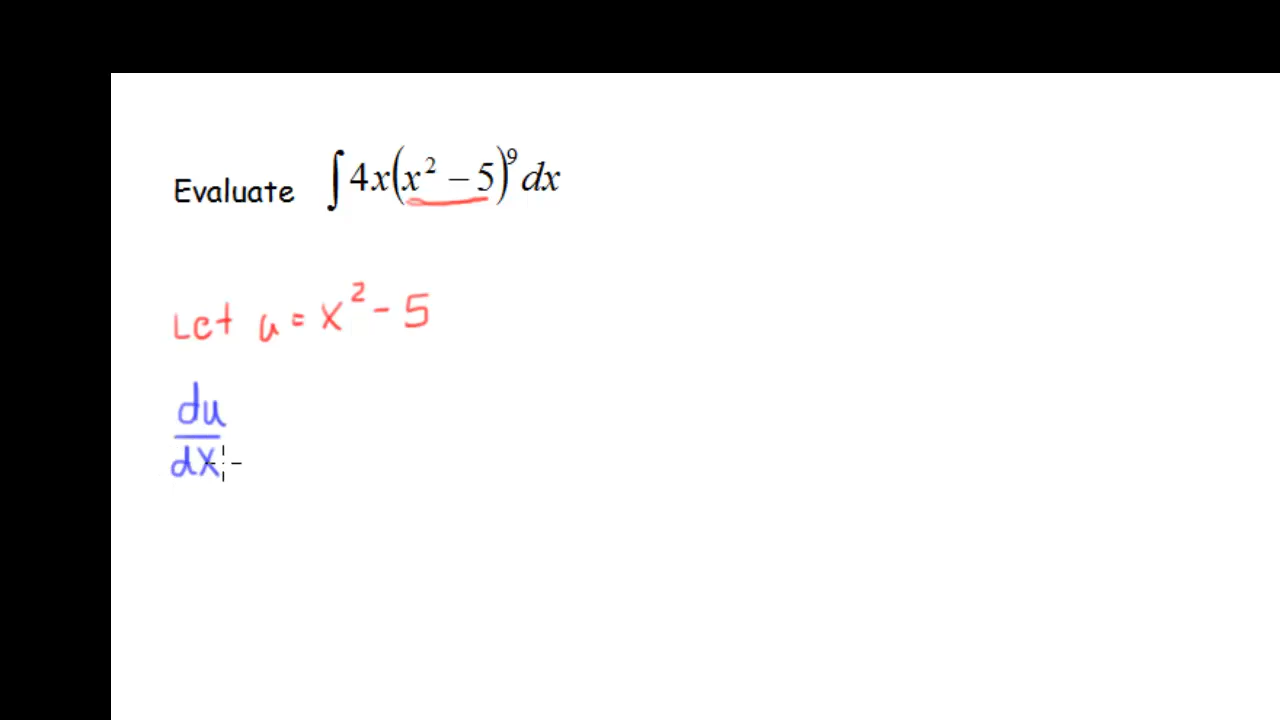 Evaluate ∫4x(x² − 5)⁹ dx
Let u = x² - 5
du
dx